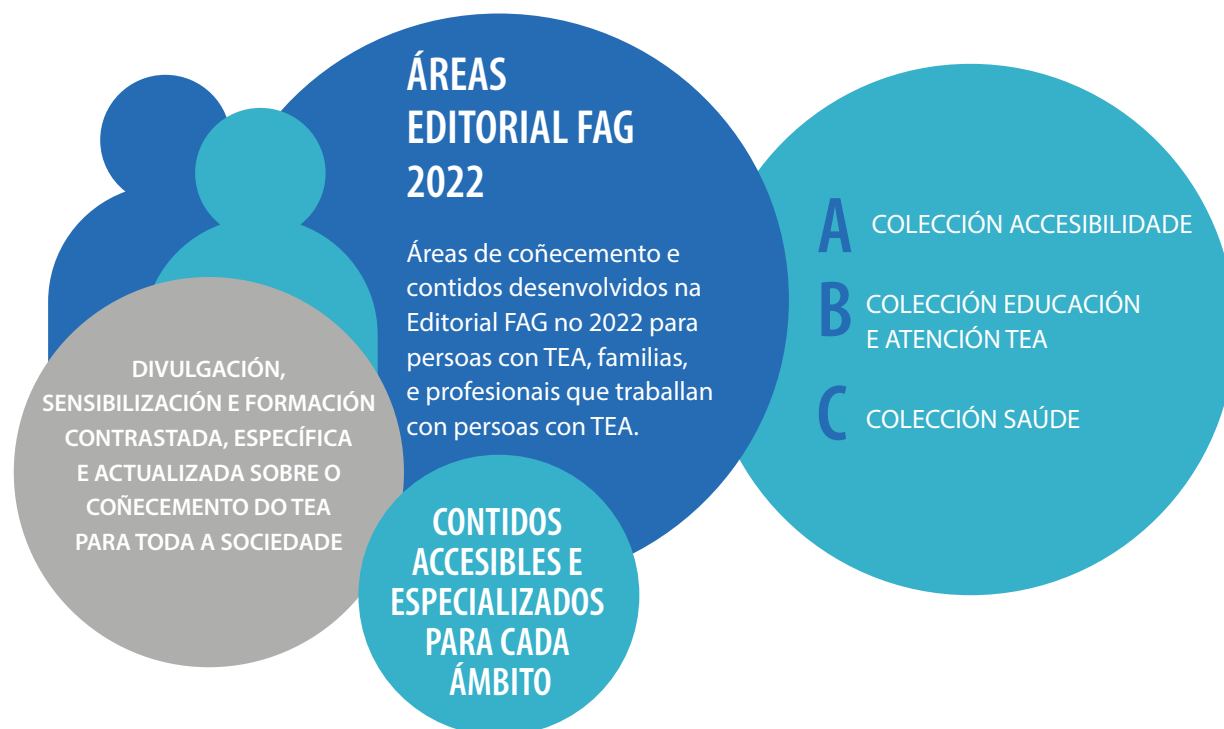 ÁREAS
EDITORIAL FAG
2022
Áreas de coñecemento e
contidos desenvolvidos na
Editorial FAG no 2022 para
persoas con TEA, familias,
e profesionais que traballan
con persoas con TEA.
DIVULGACIÓN,
SENSIBILIZACIÓN E FORMACIÓN
CONTRASTADA, ESPECÍFICA
E ACTUALIZADA SOBRE O
COÑECEMENTO DO TEA
PARA TODA A SOCIEDADE
CONTIDOS
ACCESIBLES E
ESPECIALIZADOS
PARA CADA
ÁMBITO
A COLECCIÓN ACCESIBILIDADE
B COLECCIÓN EDUCACIÓN
E ATENCIÓN TEA
C COLECCIÓN SAÚDE